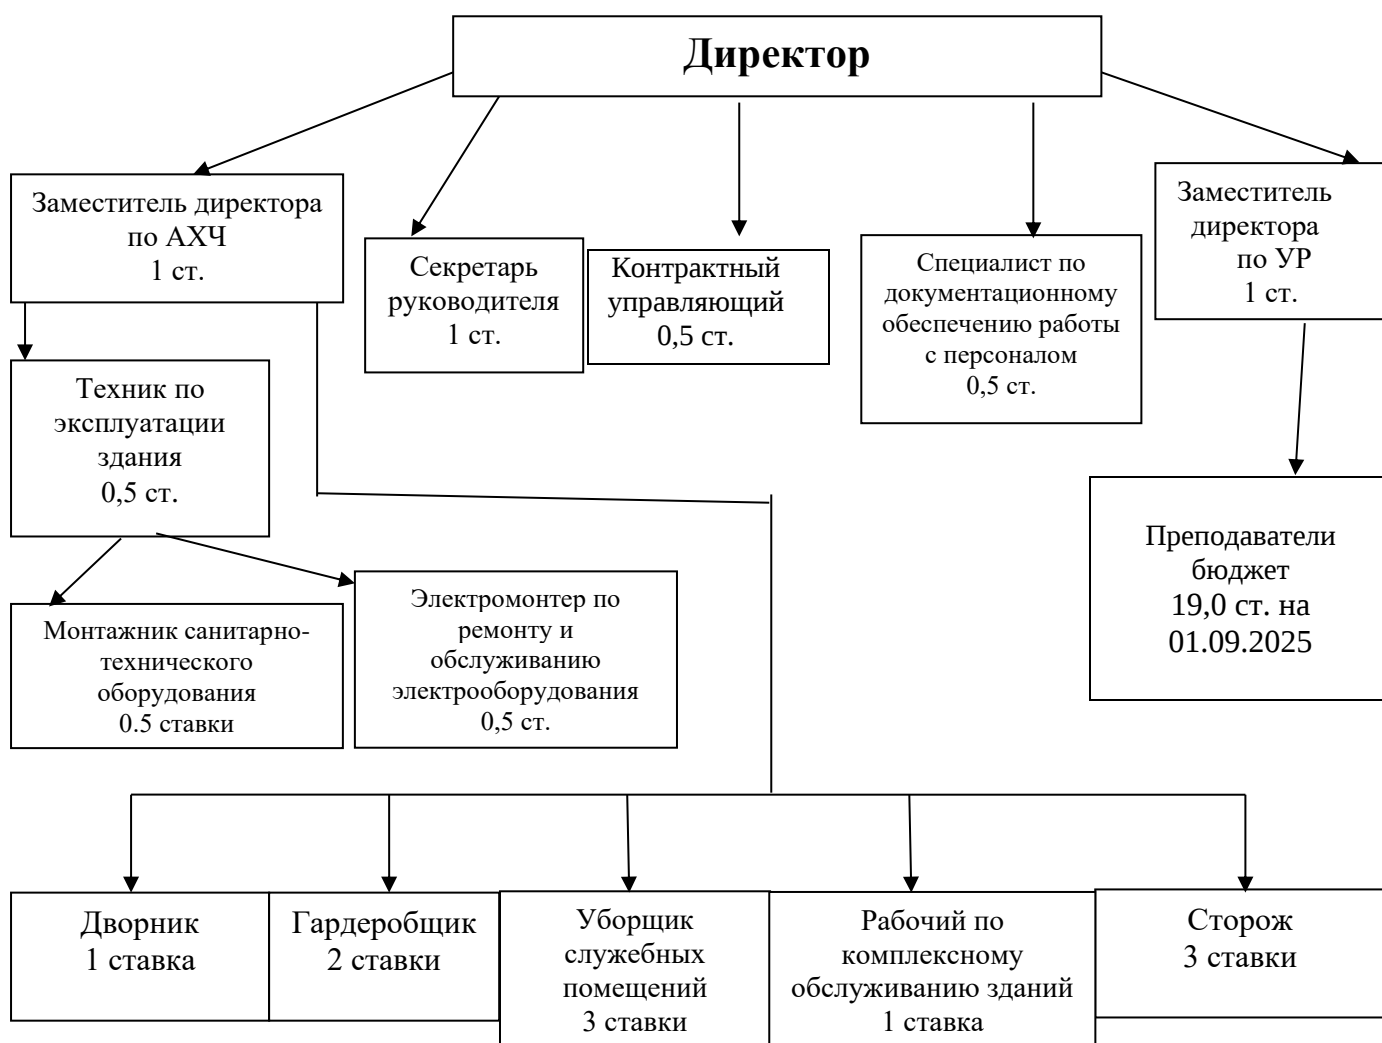 Директор
Заместитель директора
по АХЧ
1 ст.
Секретарь
руководителя
1 ст.
Контрактный
управляющий
0,5 ст.
Специалист по
документационному
обеспечению работы
с персоналом
0,5 ст.
Заместитель
директора
по УР
1 ст.
Техник по
эксплуатации
здания
0,5 ст.
Преподаватели
бюджет
19,0 ст. на
01.09.2025
Монтажник санитарно-
технического
оборудования
0.5 ставки
Электромонтер по
ремонту и
обслуживанию
электрооборудования
0,5 ст.
Дворник
1 ставка
Гардеробщик
2 ставки
Уборщик
служебных
помещений
3 ставки
Рабочий по
комплексному
обслуживанию зданий
1 ставка
Сторож
3 ставки